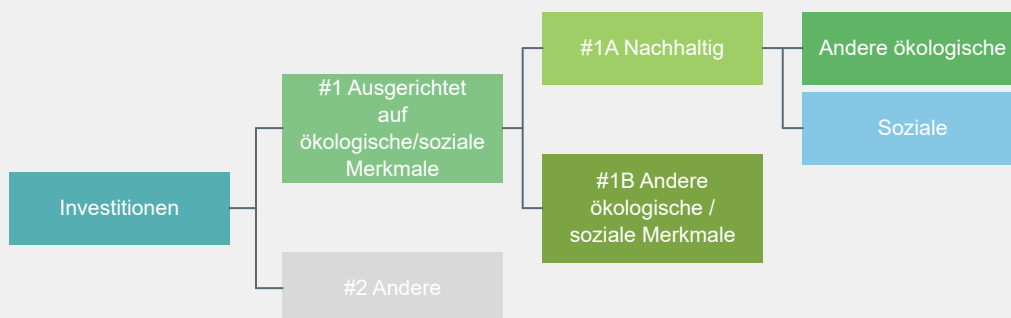 Investitionen
#1 Ausgerichtet
auf
ökologische/soziale
Merkmale
#2 Andere
#1A Nachhaltig
#1B Andere
ökologische /
soziale Merkmale
Andere ökologische
Soziale